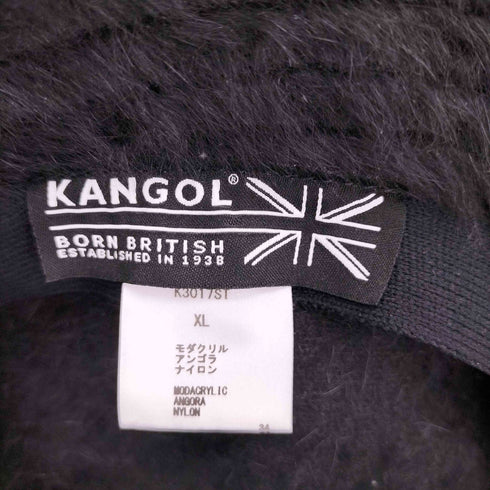 KANGOL®
BORN BRITISH
ESTABLISHED IN 1938
K3017ST
XL
モダクリル
アンゴラ
ナイロン
MODACRYLIC
ANGORA
NYLON
34